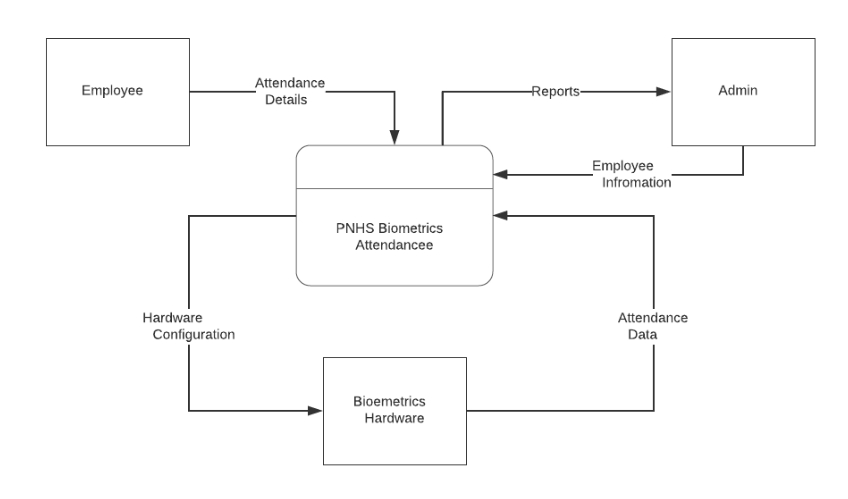 Employee
Attendance
Details
Reports
Admin
Employee
Infromation
PNHS Biometrics
Attendancee
Hardware
Configuration
Attendance
Data
Bioemetrics
Hardware